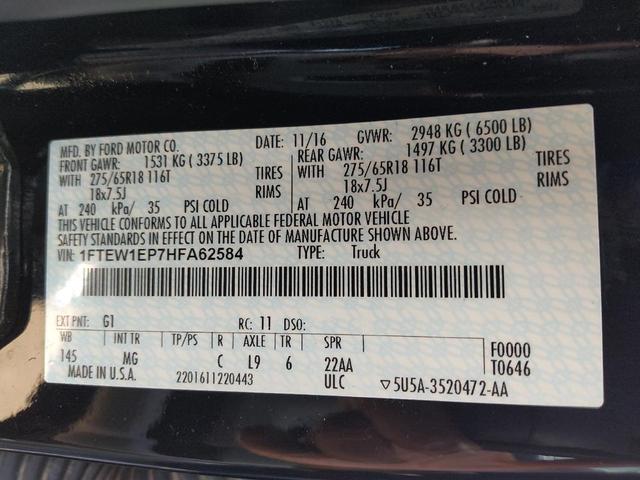 MFD. BY FORD MOTOR CO. DATE: 11/16 GVWR: 2948 KG ( 6500 LB)
FRONT GAWR: 1531 KG ( 3375 LB) REAR GAWR: 1497 KG ( 3300 LB)
WITH 275/65R18 116T TIRES WITH 275/65R18 116T TIRES
18x7.5J RIMS 18x7.5J RIMS
AT 240 kPa/ 35 PSI COLD AT 240 kPa/ 35 PSI COLD
THIS VEHICLE CONFORMS TO ALL APPLICABLE FEDERAL MOTOR VEHICLE
SAFETY STANDARDS IN EFFECT ON THE DATE OF MANUFACTURE SHOWN ABOVE.
VIN: 1FTEW1EP7HFA62584 TYPE: Truck
EXT PNT: G1 RC: 11 DSO:
WB INT TR TP/PS R AXLE TR SPR F0000
145 MG C L9 6 22AA T0646
MADE IN U.S.A. 2201611220443 ULC ▽5U5A-3520472-AA